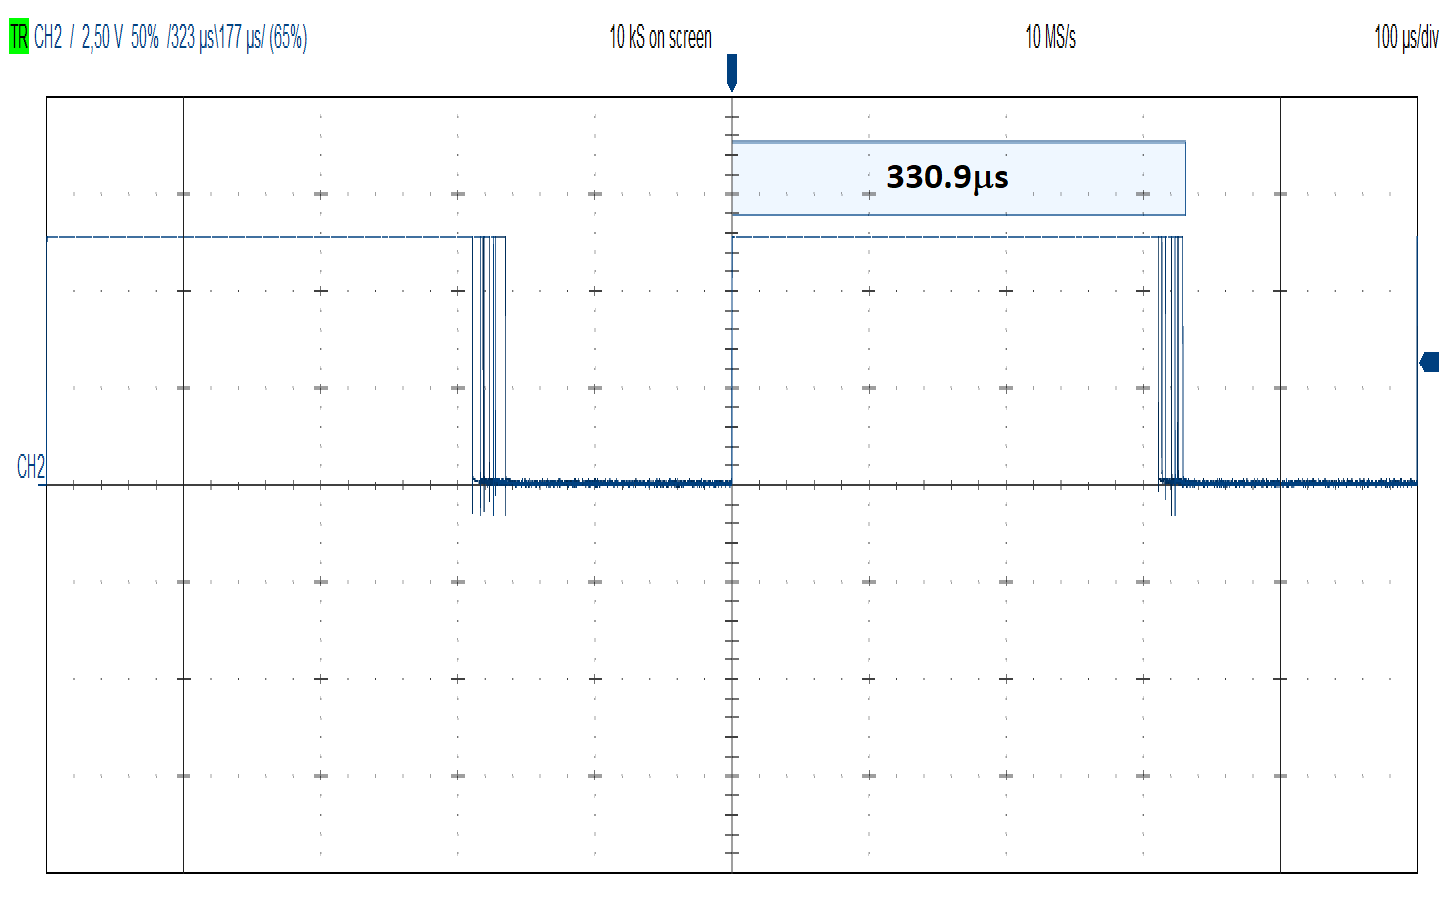 TR CH2 / 2,50 V 50% /323 µs\177 µs/ (65%) 10 kS on screen 10 MS/s 100 µs/div
330.9µs
CH2